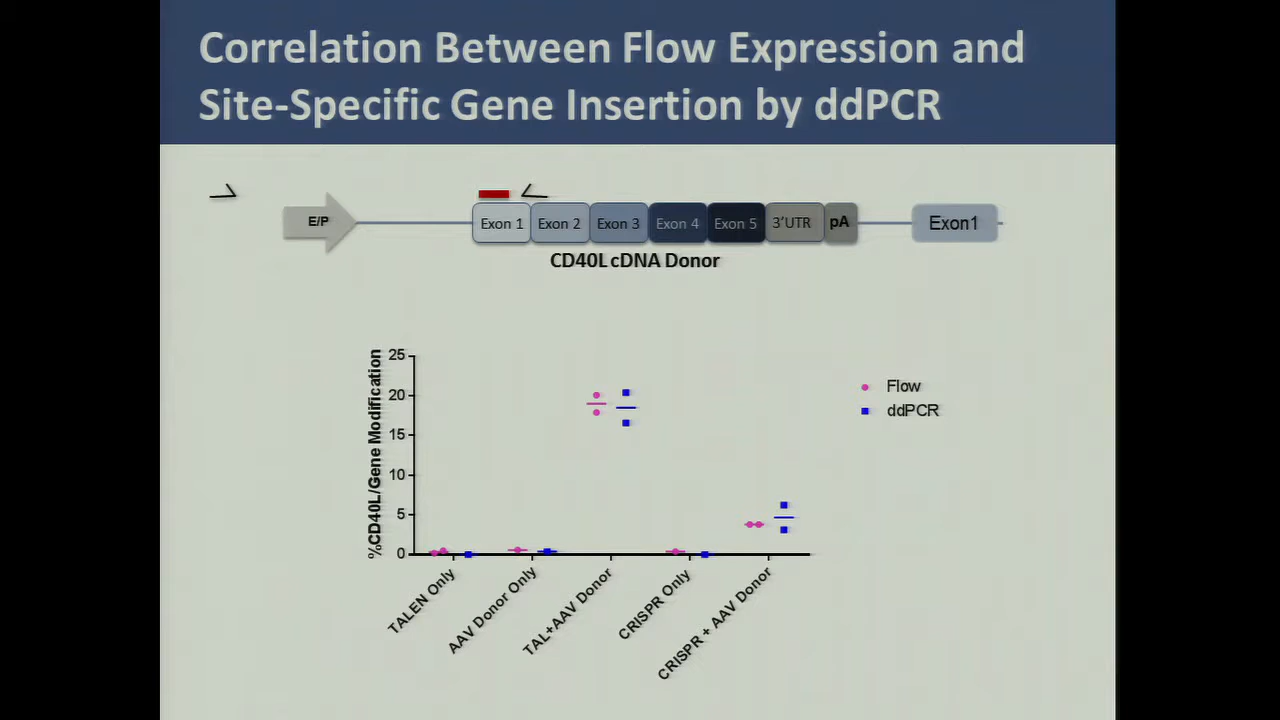 Correlation Between Flow Expression and
Site-Specific Gene Insertion by ddPCR
E/P
Exon 1
Exon 2
Exon 3
Exon 4
Exon 5
3'UTR
pA
Exon1
CD40L cDNA Donor
%CD40L/Gene Modification
25
20
15
10
5
0
Flow
ddPCR
TALEN Only
AAV Donor Only
TAL+AAV Donor
CRISPR Only
CRISPR + AAV Donor